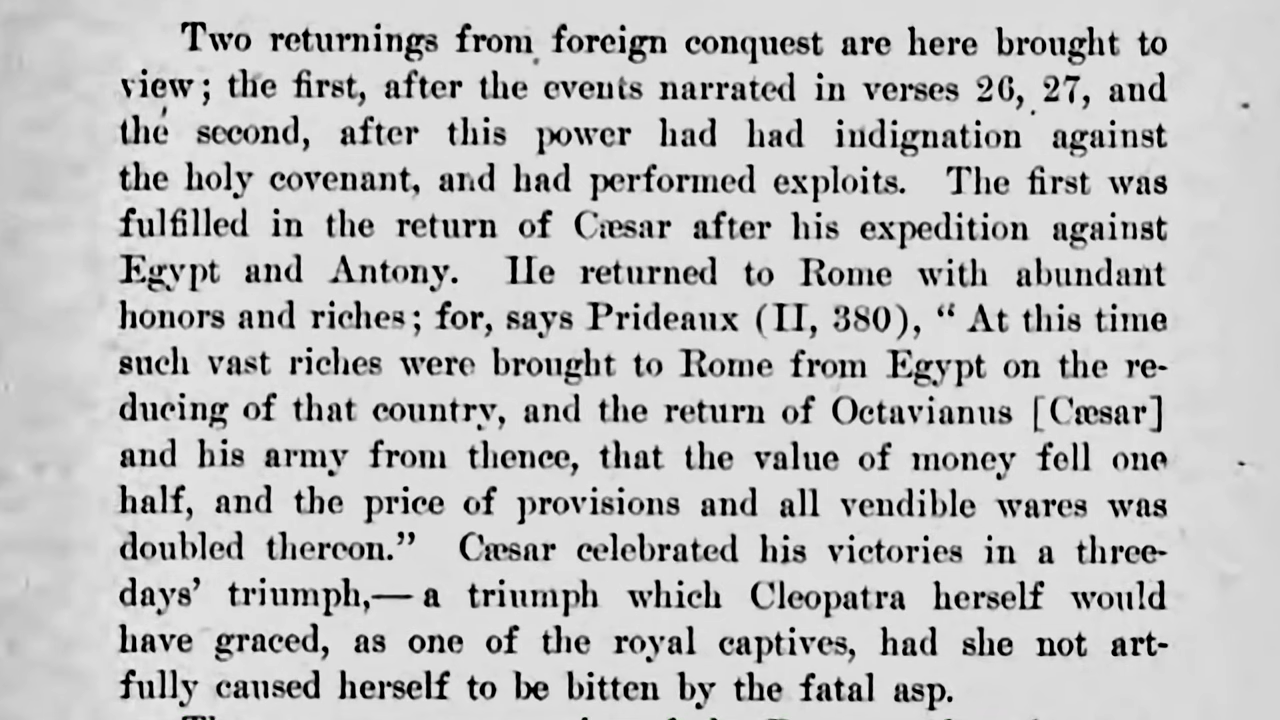 Two returnings from foreign conquest are here brought to
view; the first, after the events narrated in verses 26, 27, and
the second, after this power had had indignation against
the holy covenant, and had performed exploits. The first was
fulfilled in the return of Cæsar after his expedition against
Egypt and Antony. He returned to Rome with abundant
honors and riches; for, says Prideaux (II, 380), “ At this time
such vast riches were brought to Rome from Egypt on the re-
ducing of that country, and the return of Octavianus [Cæsar]
and his army from thence, that the value of money fell one
half, and the price of provisions and all vendible wares was
doubled thereon.” Cæsar celebrated his victories in a three-
days’ triumph,— a triumph which Cleopatra herself would
have graced, as one of the royal captives, had she not art-
fully caused herself to be bitten by the fatal asp.